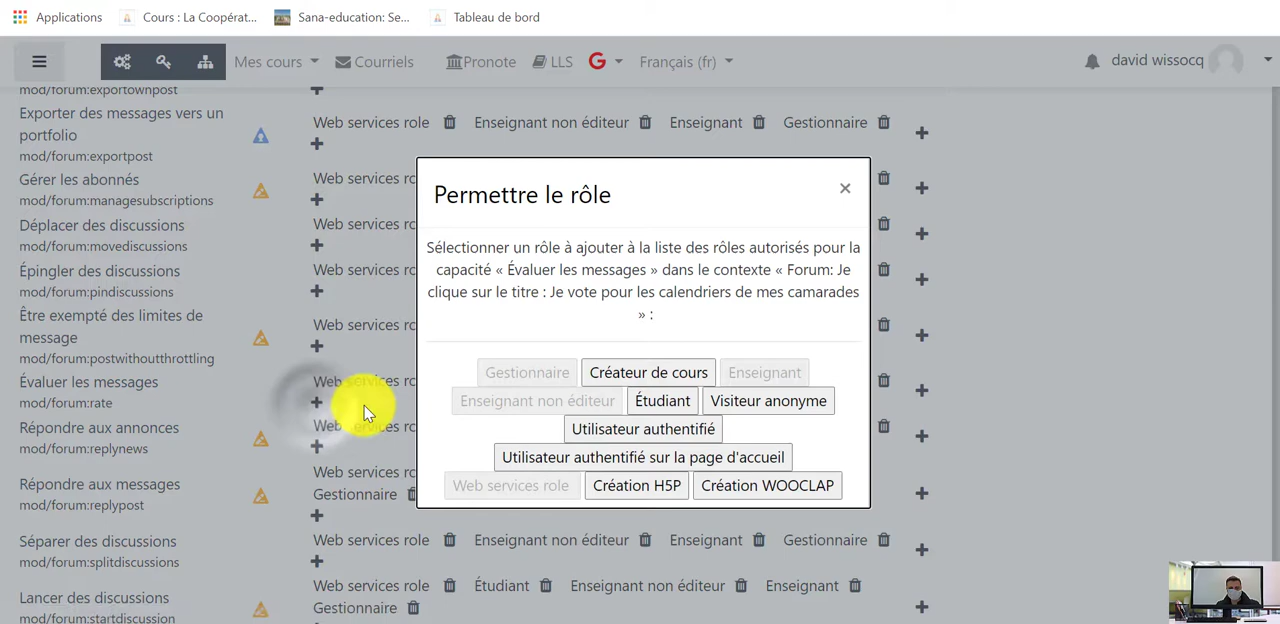 Applications
Cours : La Coopérat...
Sana-education: Se...
Tableau de bord
Mes cours
Courriels
Pronote
LLS
Français (fr)
david wissocq
mod/forum:exportownpost
Exporter des messages vers un
portfolio
mod/forum:exportpost
Web services role
Enseignant non éditeur
Enseignant
Gestionnaire
Gérer les abonnés
mod/forum:managesubscriptions
Web services rc
Déplacer des discussions
mod/forum:movediscussions
Web services rc
Épingler des discussions
mod/forum:pindiscussions
Web services rc
Être exempté des limites de
message
mod/forum:postwithoutthrottling
Web services rc
Évaluer les messages
mod/forum:rate
Web services rc
Répondre aux annonces
mod/forum:replynews
Web services rc
Répondre aux messages
mod/forum:replypost
Web services rc
Gestionnaire
Séparer des discussions
mod/forum:splitdiscussions
Web services role
Enseignant non éditeur
Enseignant
Gestionnaire
Lancer des discussions
mod/forum:startdiscussion
Web services role
Étudiant
Enseignant non éditeur
Enseignant
Gestionnaire
Permettre le rôle
×
Sélectionner un rôle à ajouter à la liste des rôles autorisés pour la
capacité « Évaluer les messages » dans le contexte « Forum: Je
clique sur le titre : Je vote pour les calendriers de mes camarades
» :
Gestionnaire
Créateur de cours
Enseignant
Enseignant non éditeur
Étudiant
Visiteur anonyme
Utilisateur authentifié
Utilisateur authentifié sur la page d'accueil
Web services role
Création H5P
Création WOOCLAP